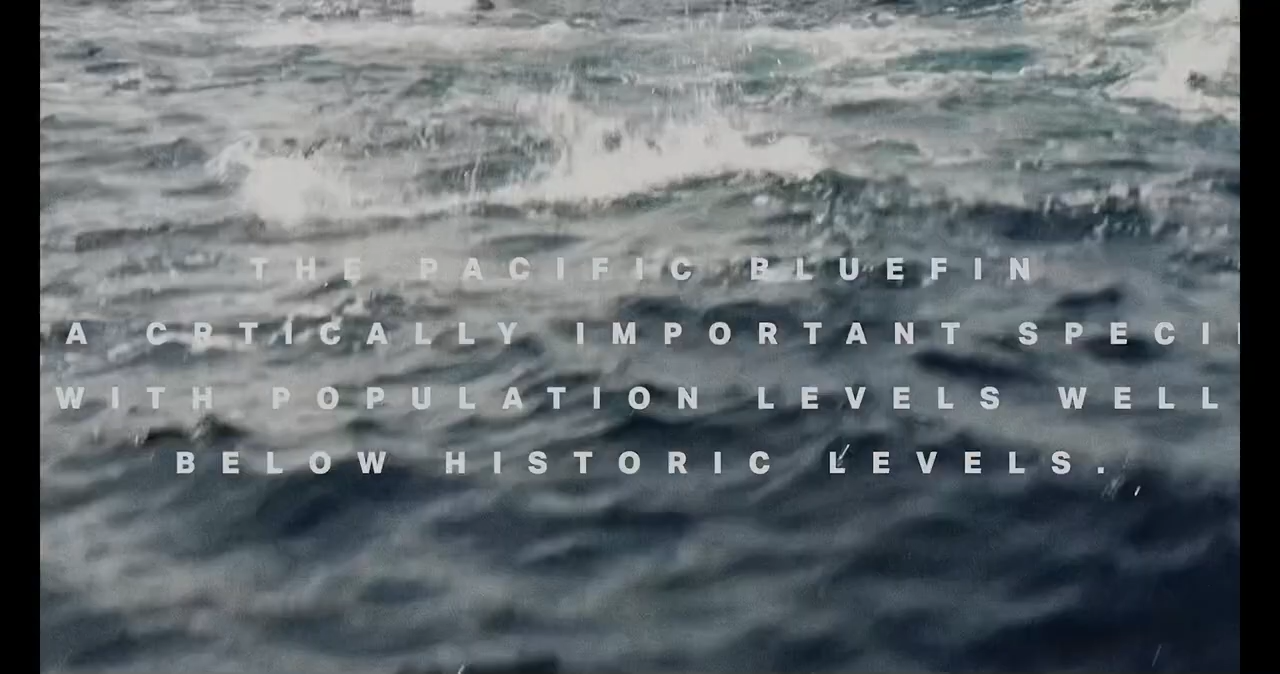 THE PACIFIC BLUEFIN
A CRTICALLY IMPORTANT SPECI
WITH POPULATION LEVELS WELL
BELOW HISTORIC LEVELS.